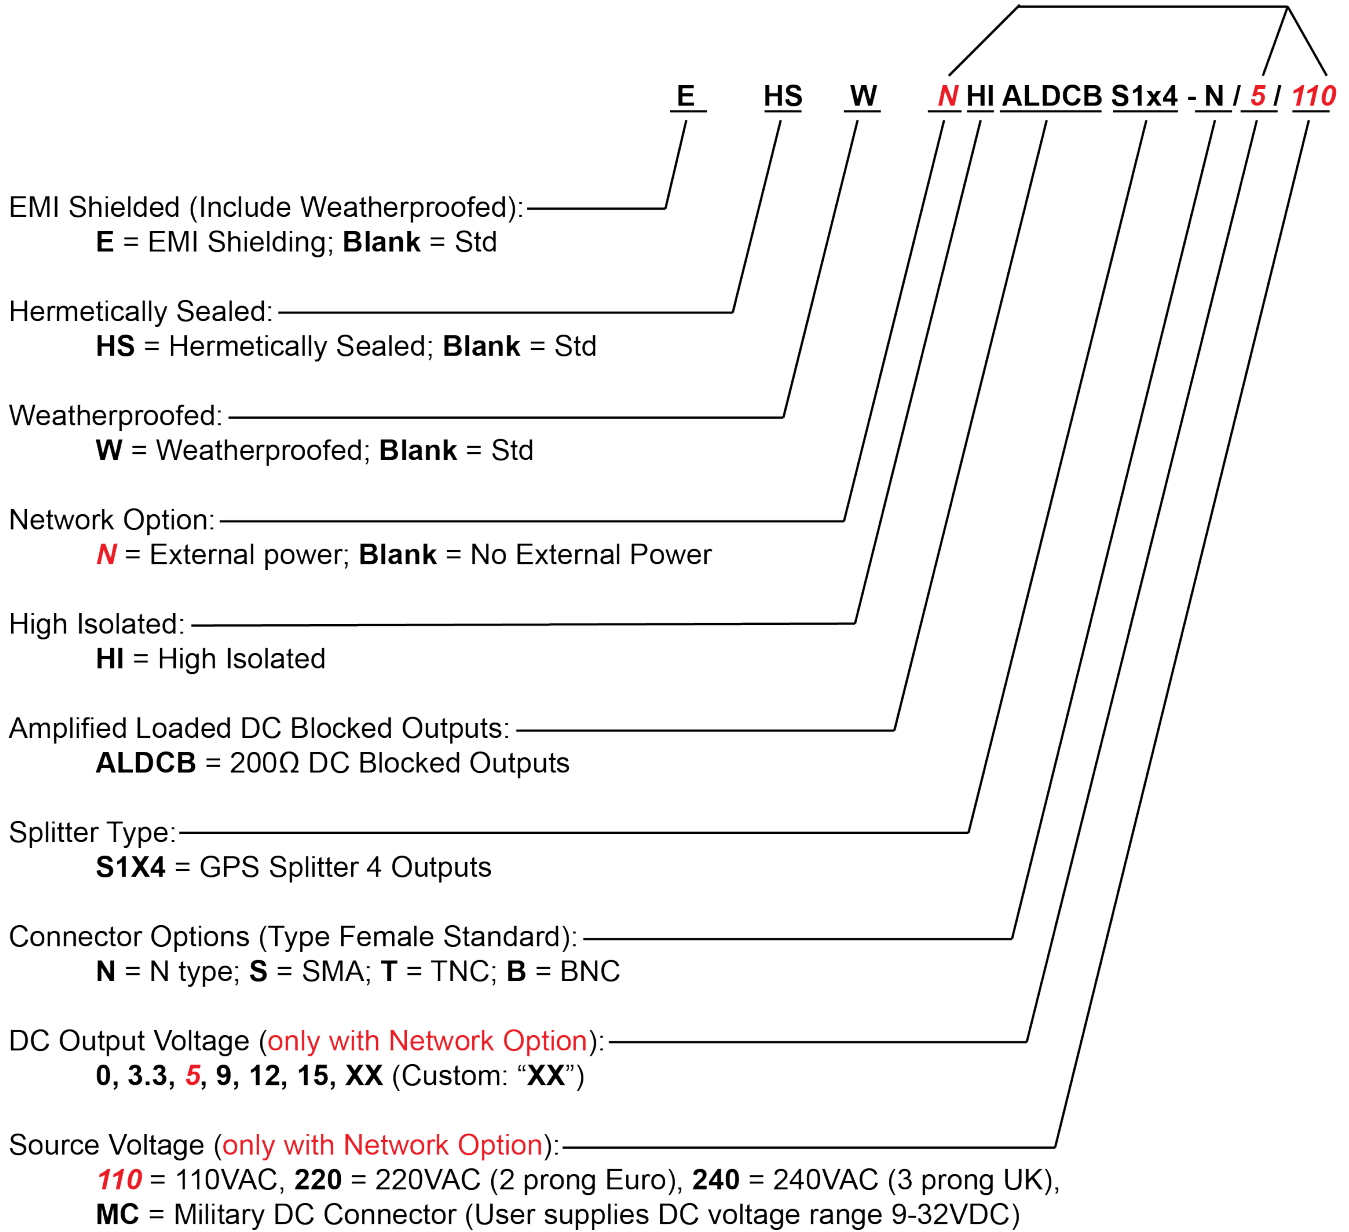 E HS W N HI ALDCB S1x4 - N / 5 / 110
EMI Shielded (Include Weatherproofed):
E = EMI Shielding; Blank = Std
Hermetically Sealed:
HS = Hermetically Sealed; Blank = Std
Weatherproofed:
W = Weatherproofed; Blank = Std
Network Option:
N = External power; Blank = No External Power
High Isolated:
HI = High Isolated
Amplified Loaded DC Blocked Outputs:
ALDCB = 200Ω DC Blocked Outputs
Splitter Type:
S1X4 = GPS Splitter 4 Outputs
Connector Options (Type Female Standard):
N = N type; S = SMA; T = TNC; B = BNC
DC Output Voltage (only with Network Option):
0, 3.3, 5, 9, 12, 15, XX (Custom: “XX”)
Source Voltage (only with Network Option):
110 = 110VAC, 220 = 220VAC (2 prong Euro), 240 = 240VAC (3 prong UK),
MC = Military DC Connector (User supplies DC voltage range 9-32VDC)